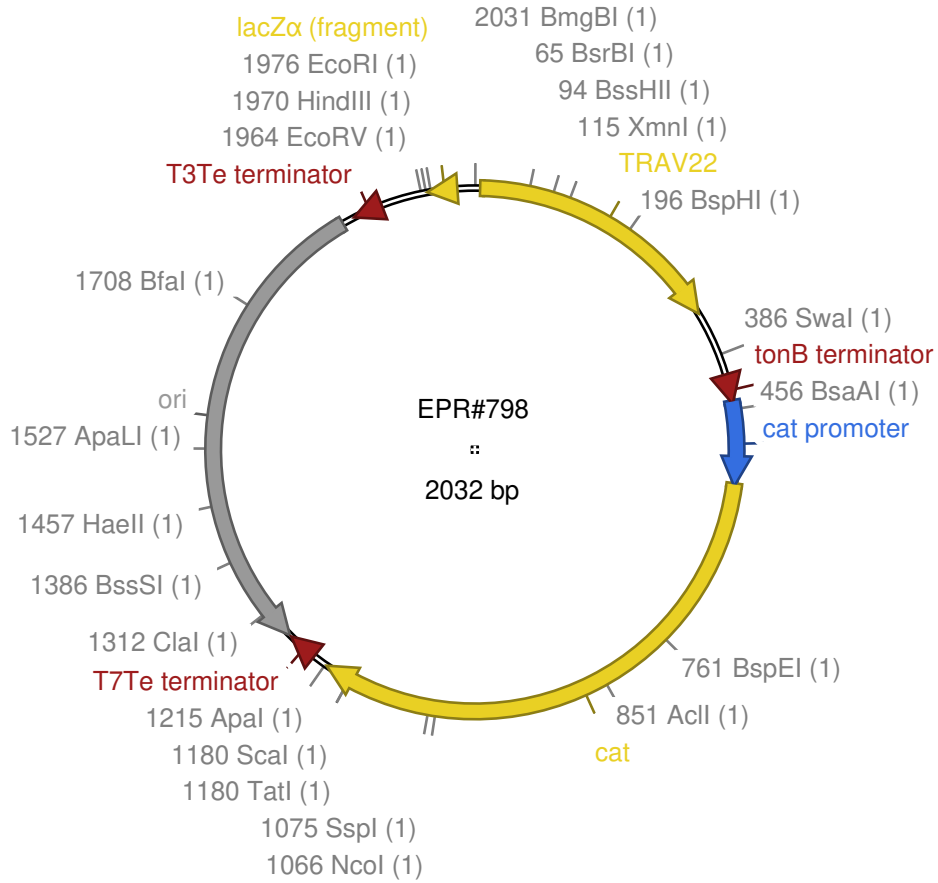 lacZα (fragment)
1976 EcoRI (1)
1970 HindIII (1)
1964 EcoRV (1)
T3Te terminator
2031 BmgBI (1)
65 BsrBI (1)
94 BssHII (1)
115 XmnI (1)
TRAV22
196 BspHI (1)
1708 BfaI (1)
386 SwaI (1)
tonB terminator
456 BsaAI (1)
cat promoter
ori
1527 ApaLI (1)
EPR#798
2032 bp
1457 HaeII (1)
1386 BssSI (1)
1312 ClaI (1)
T7Te terminator
1215 ApaI (1)
1180 ScaI (1)
1180 TatI (1)
1075 SspI (1)
1066 NcoI (1)
761 BspEI (1)
851 AclI (1)
cat